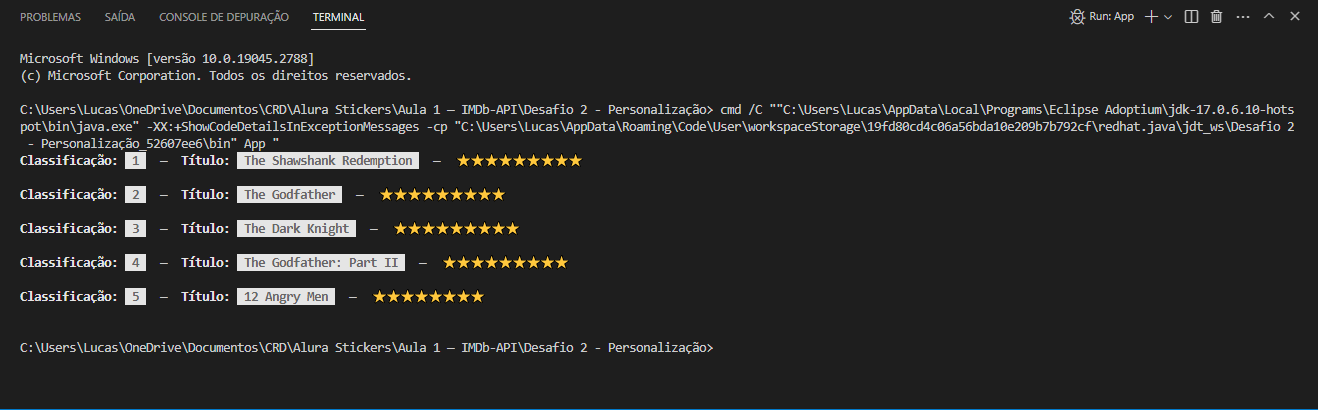 PROBLEMAS SAÍDA CONSOLE DE DEPURAÇÃO TERMINAL Run: App
Microsoft Windows [versão 10.0.19045.2788]
(c) Microsoft Corporation. Todos os direitos reservados.
C:\Users\Lucas\OneDrive\Documentos\CRD\Alura Stickers\Aula 1 – IMDb-API\Desafio 2 - Personalização> cmd /C ""C:\Users\Lucas\AppData\Local\Programs\Eclipse Adoptium\jdk-17.0.6.10-hots
pot\bin\java.exe" -XX:+ShowCodeDetailsInExceptionMessages -cp "C:\Users\Lucas\AppData\Roaming\Code\User\workspaceStorage\19fd80cd4c06a56bda10e209b7b792cf\redhat.java\jdt_ws\Desafio 2
- Personalização_52607ee6\bin" App "
Classificação: 1 – Título: The Shawshank Redemption – ★★★★★★★★★
Classificação: 2 – Título: The Godfather – ★★★★★★★★★
Classificação: 3 – Título: The Dark Knight – ★★★★★★★★★
Classificação: 4 – Título: The Godfather: Part II – ★★★★★★★★★
Classificação: 5 – Título: 12 Angry Men – ★★★★★★★★
C:\Users\Lucas\OneDrive\Documentos\CRD\Alura Stickers\Aula 1 – IMDb-API\Desafio 2 - Personalização>